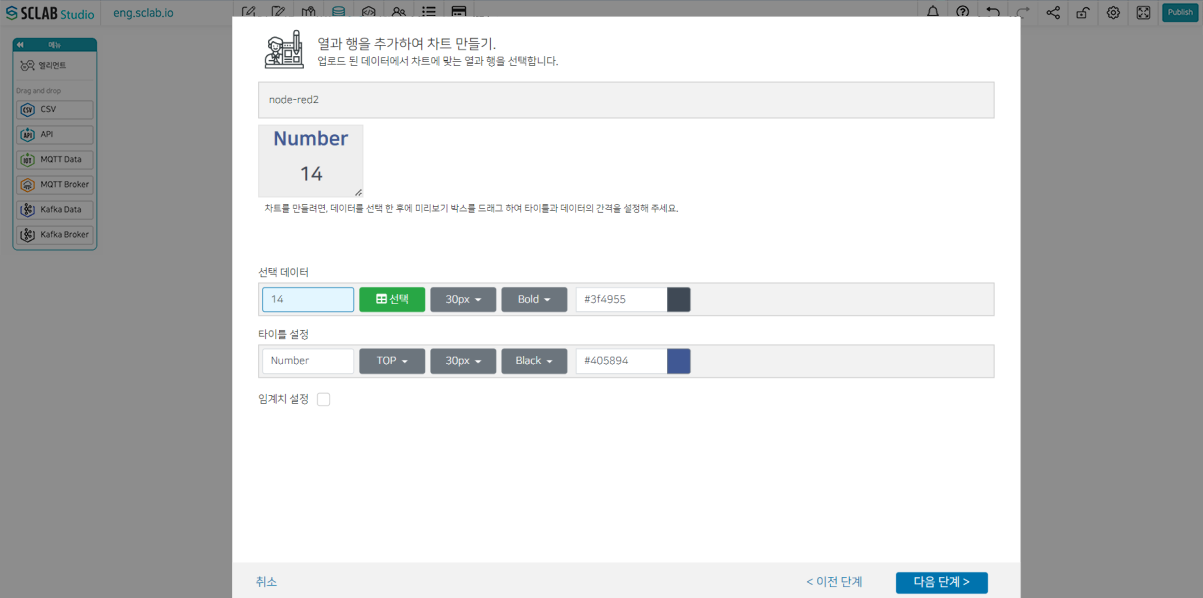 SCLAB Studio
eng.sclab.io
Publish
메뉴
엘리먼트
Drag and drop
CSV CSV
API API
IOT MQTT Data
MQTT Broker
Kafka Data
Kafka Broker
열과 행을 추가하여 차트 만들기.
업로드 된 데이터에서 차트에 맞는 열과 행을 선택합니다.
node-red2
Number
14
차트를 만들려면, 데이터를 선택 한 후에 미리보기 박스를 드래그 하여 타이틀과 데이터의 간격을 설정해 주세요.
선택 데이터
14 선택 30px Bold #3f4955
타이틀 설정
Number TOP 30px Black #405894
임계치 설정
취소 < 이전 단계 다음 단계 >